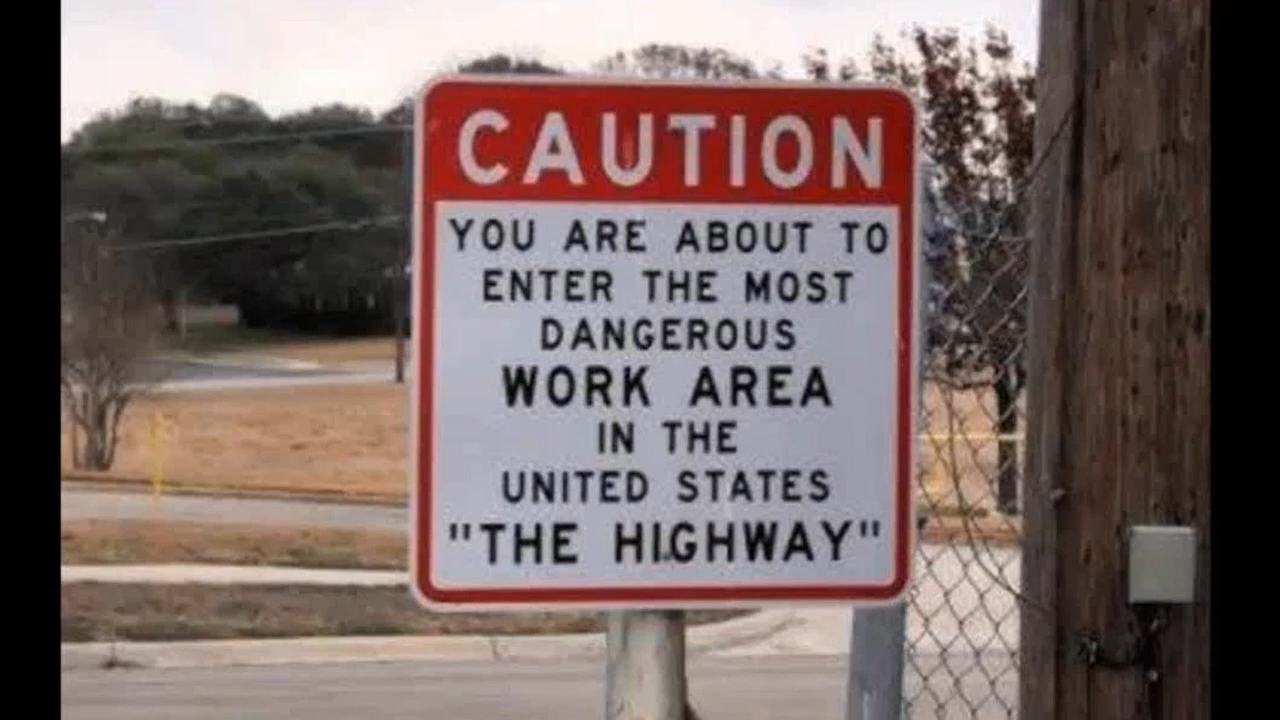 CAUTION
YOU ARE ABOUT TO
ENTER THE MOST
DANGEROUS
WORK AREA
IN THE
UNITED STATES
"THE HIGHWAY"